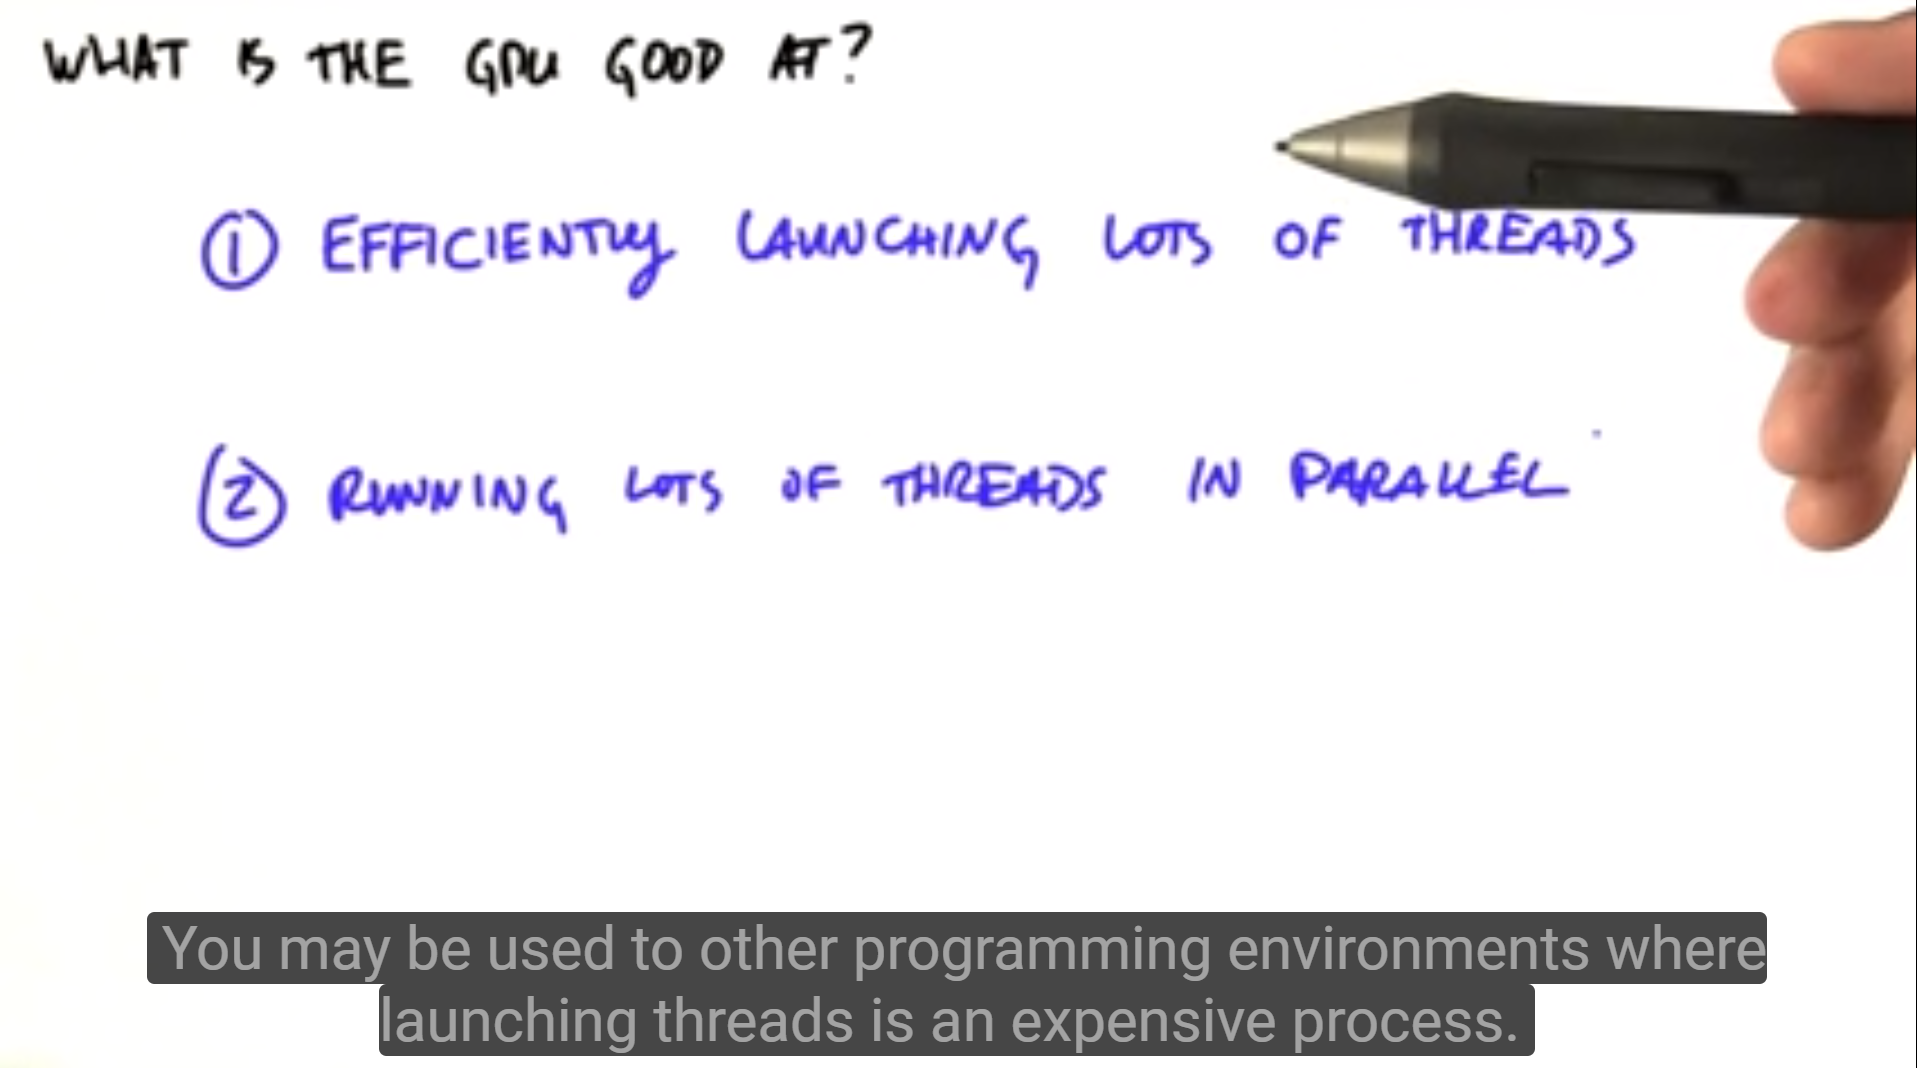 WHAT IS THE GPU GOOD AT?
① EFFICIENTLY LAUNCHING LOTS OF THREADS
② RUNNING LOTS OF THREADS IN PARALLEL
You may be used to other programming environments where
launching threads is an expensive process.